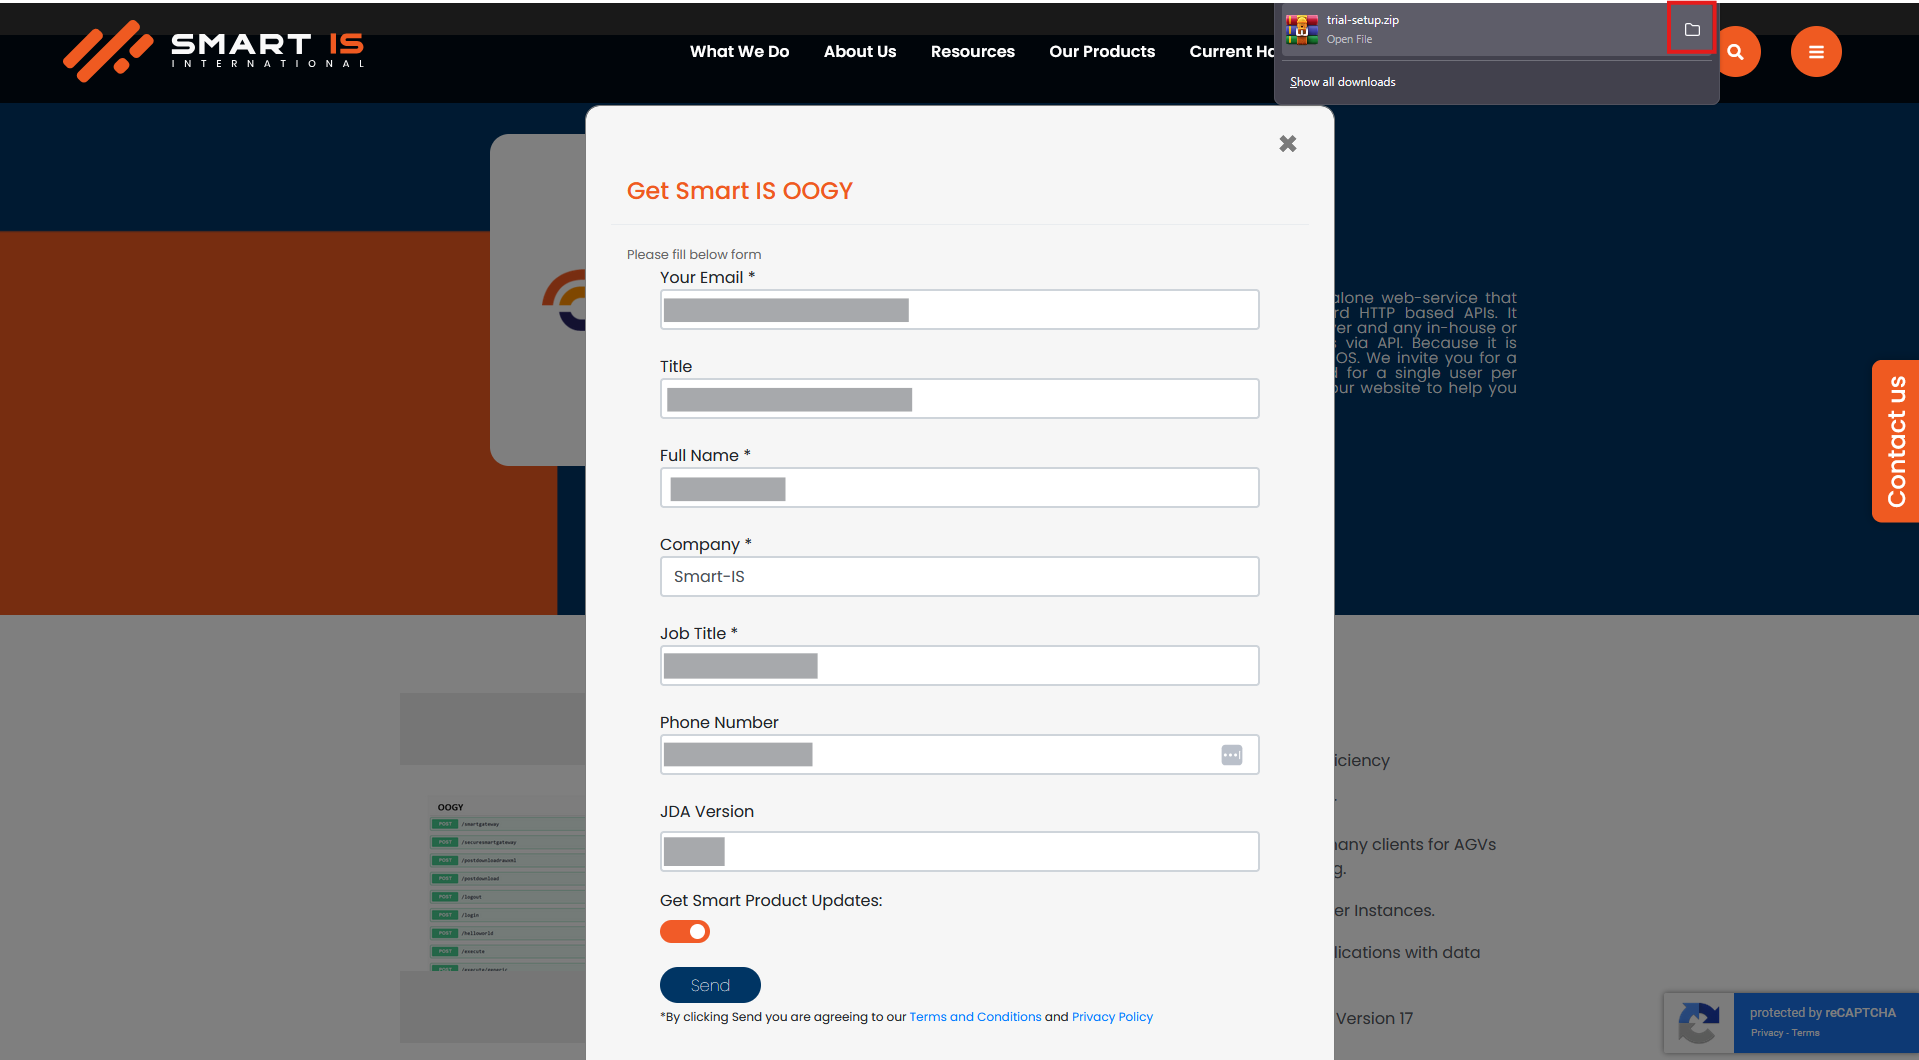 SMART IS
INTERNATIONAL
What We Do
About Us
Resources
Our Products
Current Ha
trial-setup.zip
Open File
Show all downloads
Get Smart IS OOGY
Please fill below form
Your Email *
Title
Full Name *
Company *
Smart-IS
Job Title *
Phone Number
JDA Version
Get Smart Product Updates:
Send
*By clicking Send you are agreeing to our Terms and Conditions and Privacy Policy
alone web-service that
rd HTTP based APIs. It
er and any in-house or
via API. Because it is
OS. We invite you for a
for a single user per
our website to help you
Contact us
OOGY
POST /smartgateway
POST /securesmartgateway
POST /postdownloadrawxml
POST /postdownload
POST /logout
POST /login
POST /helloworld
POST /execute
POST /execute/generic
iciency
any clients for AGVs
g.
er Instances.
lications with data
Version 17
protected by reCAPTCHA
Privacy - Terms